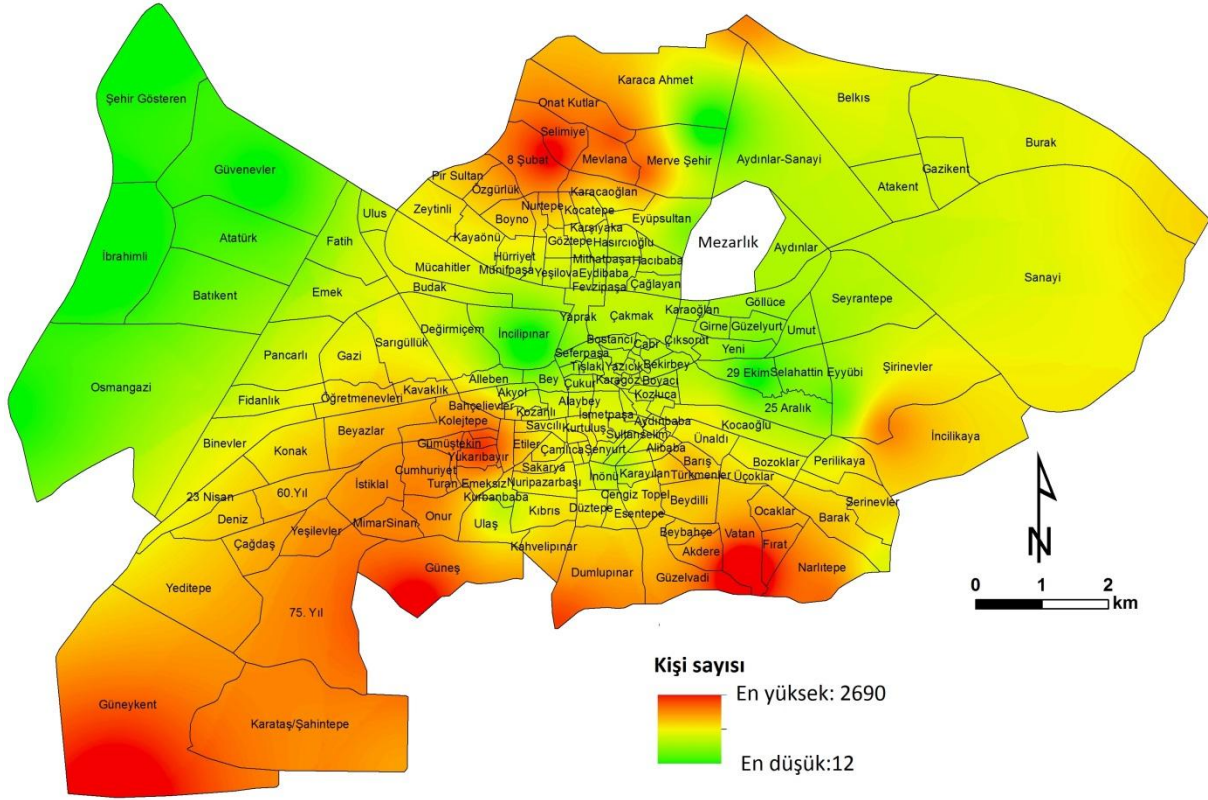 Karaca Ahmet
Belkıs
Şehir Gösteren
Onat Kutlar
Selimiye
Burak
8 Şubat
Mevlana
Merve Şehir
Aydınlar-Sanayi
Gazikent
Güvenevler
Pir Sultan
Özgürlük
Karacaoğlan
Atakent
Ulus
Zeytinli
Nurtepe
Kocatepe
Boyno
Eyüpsultan
Karşıyaka
Mezarlık
Atatürk
Fatih
Kayaönü
Göztepe
Hasırcıoğlu
Aydınlar
İbrahimli
Mücahitler
Hürriyet
Münifpaşa
Mithatpaşa
Hacıbaba
Yeşilova
Eydibaba
Sanayi
Batıkent
Emek
Budak
Fevzipaşa
Çağlayan
Seyrantepe
Göllüce
Karaoğlan
Yaprak
Çakmak
Değirmiçem
İncilipınar
Girne
Güzelyurt
Umut
Sarıgüllük
Bostancı
Çabı
Çıksorut
Pancarlı
Gazi
Seferpaşa
Yeni
Tışlaki
Yazıcık
Bekirbey
Şirinevler
Osmangazi
29 Ekim
Selahattin Eyyübi
Alleben
Bey
Çukur
Karagöz
Boyacı
Fidanlık
Öğretmenevleri
Kavaklık
Akyol
Kozluca
Bahçelievler
Alaybey
25 Aralık
Kozanlı
İsmetpaşa
Binevler
Beyazlar
Kolejtepe
Savcılı
Kurtuluş
Aydınbaba
Kocaoğlu
İncilikaya
Konak
Gümüştekin
Etiler
Sultanselim
Ünaldı
Yukarıbayır
Çamlıca
Şenyurt
Alibaba
Cumhuriyet
Sakarya
Barış
Bozoklar
Perilikaya
İstiklal
Turan Emeksiz
Nuripazarbaşı
İnönü
Karayılan
Türkmenler
Üçoklar
23 Nisan
60.Yıl
Kurbanbaba
Cengiz Topel
Beydilli
Serinevler
Deniz
Onur
Kıbrıs
Düztepe
Esentepe
Ocaklar
Barak
Yeşilevler
MimarSinan
Ulaş
Beybahçe
Vatan
Çağdaş
Kahvelipınar
Akdere
Fırat
Yeditepe
Güneş
Dumlupınar
Güzelvadi
Narlıtepe
75. Yıl
N
0 1 2
km
Kişi sayısı
En yüksek: 2690
En düşük:12
Güneykent
Karataş/Şahintepe